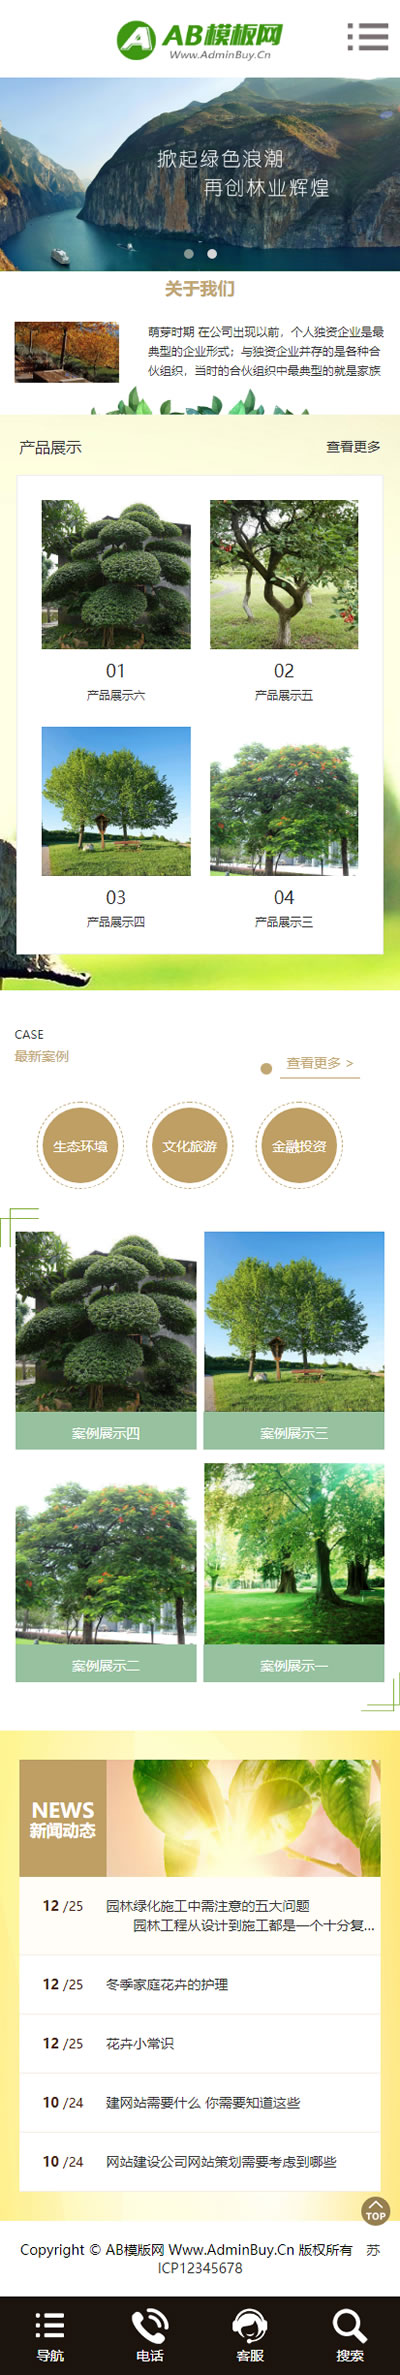 AB模板网
Www.AdminBuy.Cn
掀起绿色浪潮
再创林业辉煌
关于我们
萌芽时期 在公司出现以前，个人独资企业是最
典型的企业形式；与独资企业并存的是各种合
伙组织，当时的合伙组织中最典型的就是家族
产品展示
查看更多
01
产品展示六
02
产品展示五
03
产品展示四
04
产品展示三
CASE
最新案例
查看更多 >
生态环境
文化旅游
金融投资
案例展示四
案例展示三
案例展示二
案例展示一
NEWS
新闻动态
12 /25
园林绿化施工中需注意的五大问题
园林工程从设计到施工都是一个十分复...
12 /25
冬季家庭花卉的护理
12 /25
花卉小常识
10 /24
建网站需要什么 你需要知道这些
10 /24
网站建设公司网站策划需要考虑到哪些
TOP
Copyright © AB模版网 Www.AdminBuy.Cn 版权所有 苏
ICP12345678
导航
电话
客服
搜索